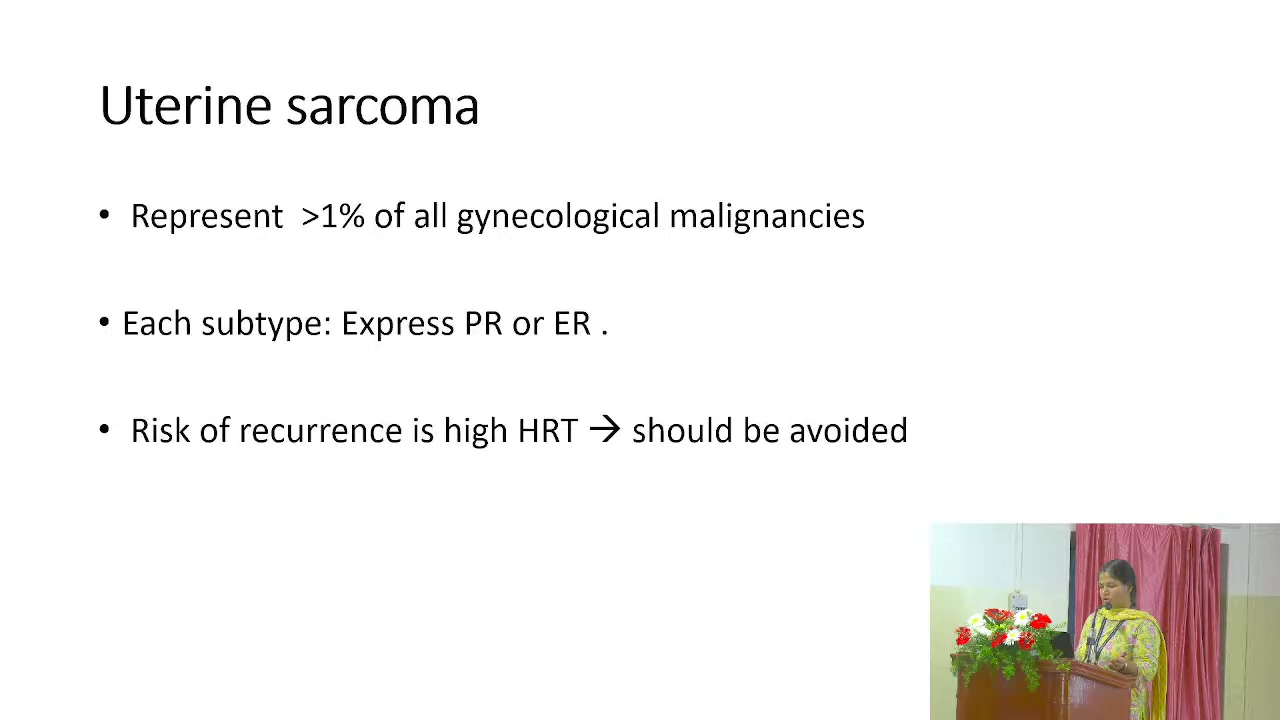 Uterine sarcoma
• Represent >1% of all gynecological malignancies
• Each subtype: Express PR or ER .
• Risk of recurrence is high HRT → should be avoided